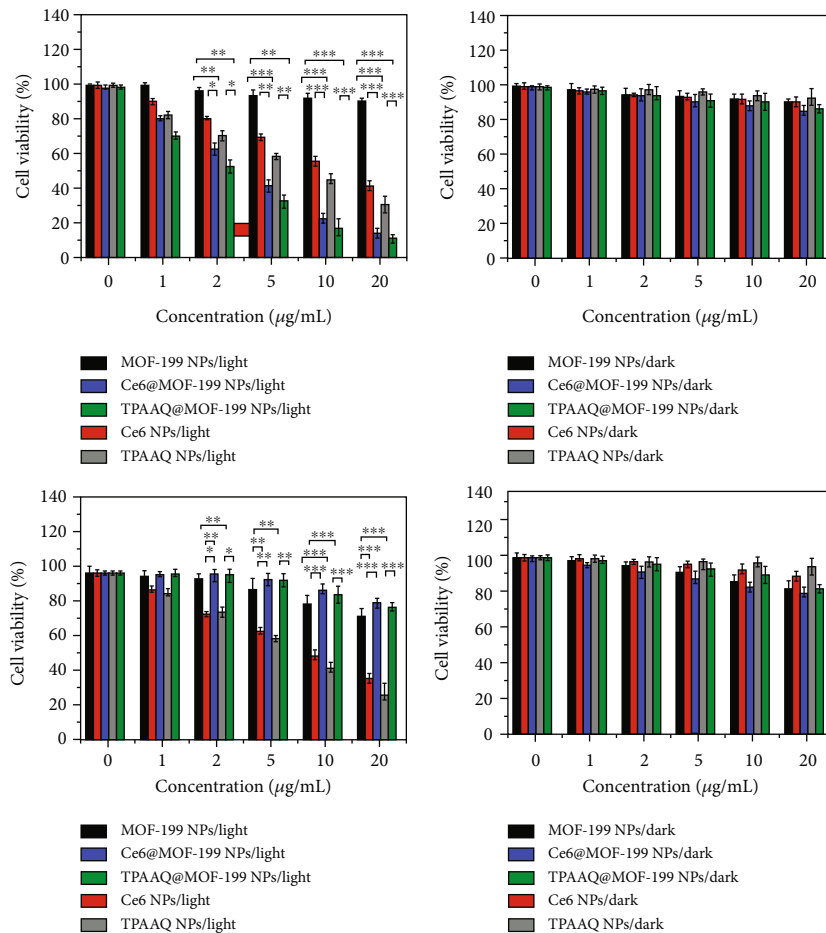 140
120
100
80
60
40
20
0
Cell viability (%)
** ** *** ***
** *** *** ***
* * ** ** *** *** *** ***
0 1 2 5 10 20
Concentration (μg/mL)
MOF-199 NPs/light
Ce6@MOF-199 NPs/light
TPAAQ@MOF-199 NPs/light
Ce6 NPs/light
TPAAQ NPs/light
140
120
100
80
60
40
20
0
Cell viability (%)
0 1 2 5 10 20
Concentration (μg/mL)
MOF-199 NPs/dark
Ce6@MOF-199 NPs/dark
TPAAQ@MOF-199 NPs/dark
Ce6 NPs/dark
TPAAQ NPs/dark
140
120
100
80
60
40
20
0
Cell viability (%)
** ** *** ***
** ** *** ***
* * ** ** *** *** *** ***
0 1 2 5 10 20
Concentration (μg/mL)
MOF-199 NPs/light
Ce6@MOF-199 NPs/light
TPAAQ@MOF-199 NPs/light
Ce6 NPs/light
TPAAQ NPs/light
140
120
100
80
60
40
20
0
Cell viability (%)
0 1 2 5 10 20
Concentration (μg/mL)
MOF-199 NPs/dark
Ce6@MOF-199 NPs/dark
TPAAQ@MOF-199 NPs/dark
Ce6 NPs/dark
TPAAQ NPs/dark